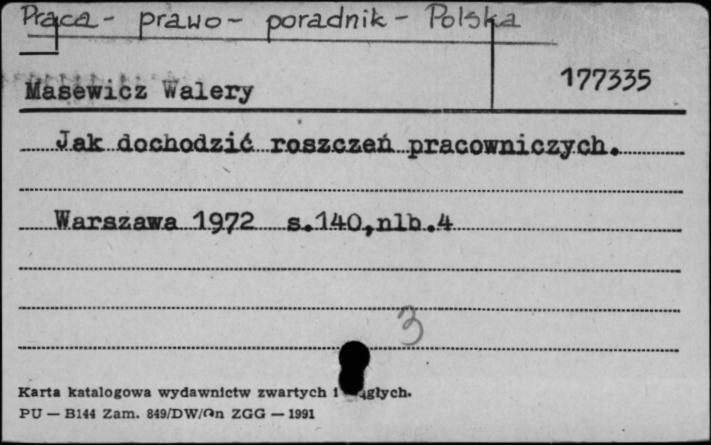 Praca - prawo - poradnik - Polska
Masewicz Walery
177335
Jak dochodzić roszczeń pracowniczych.
Warszawa 1972 s.140,nlb.4
3
Karta katalogowa wydawnictw zwartych i
PU — B144 Zam. 849/DW/Gn ZGG — 1991